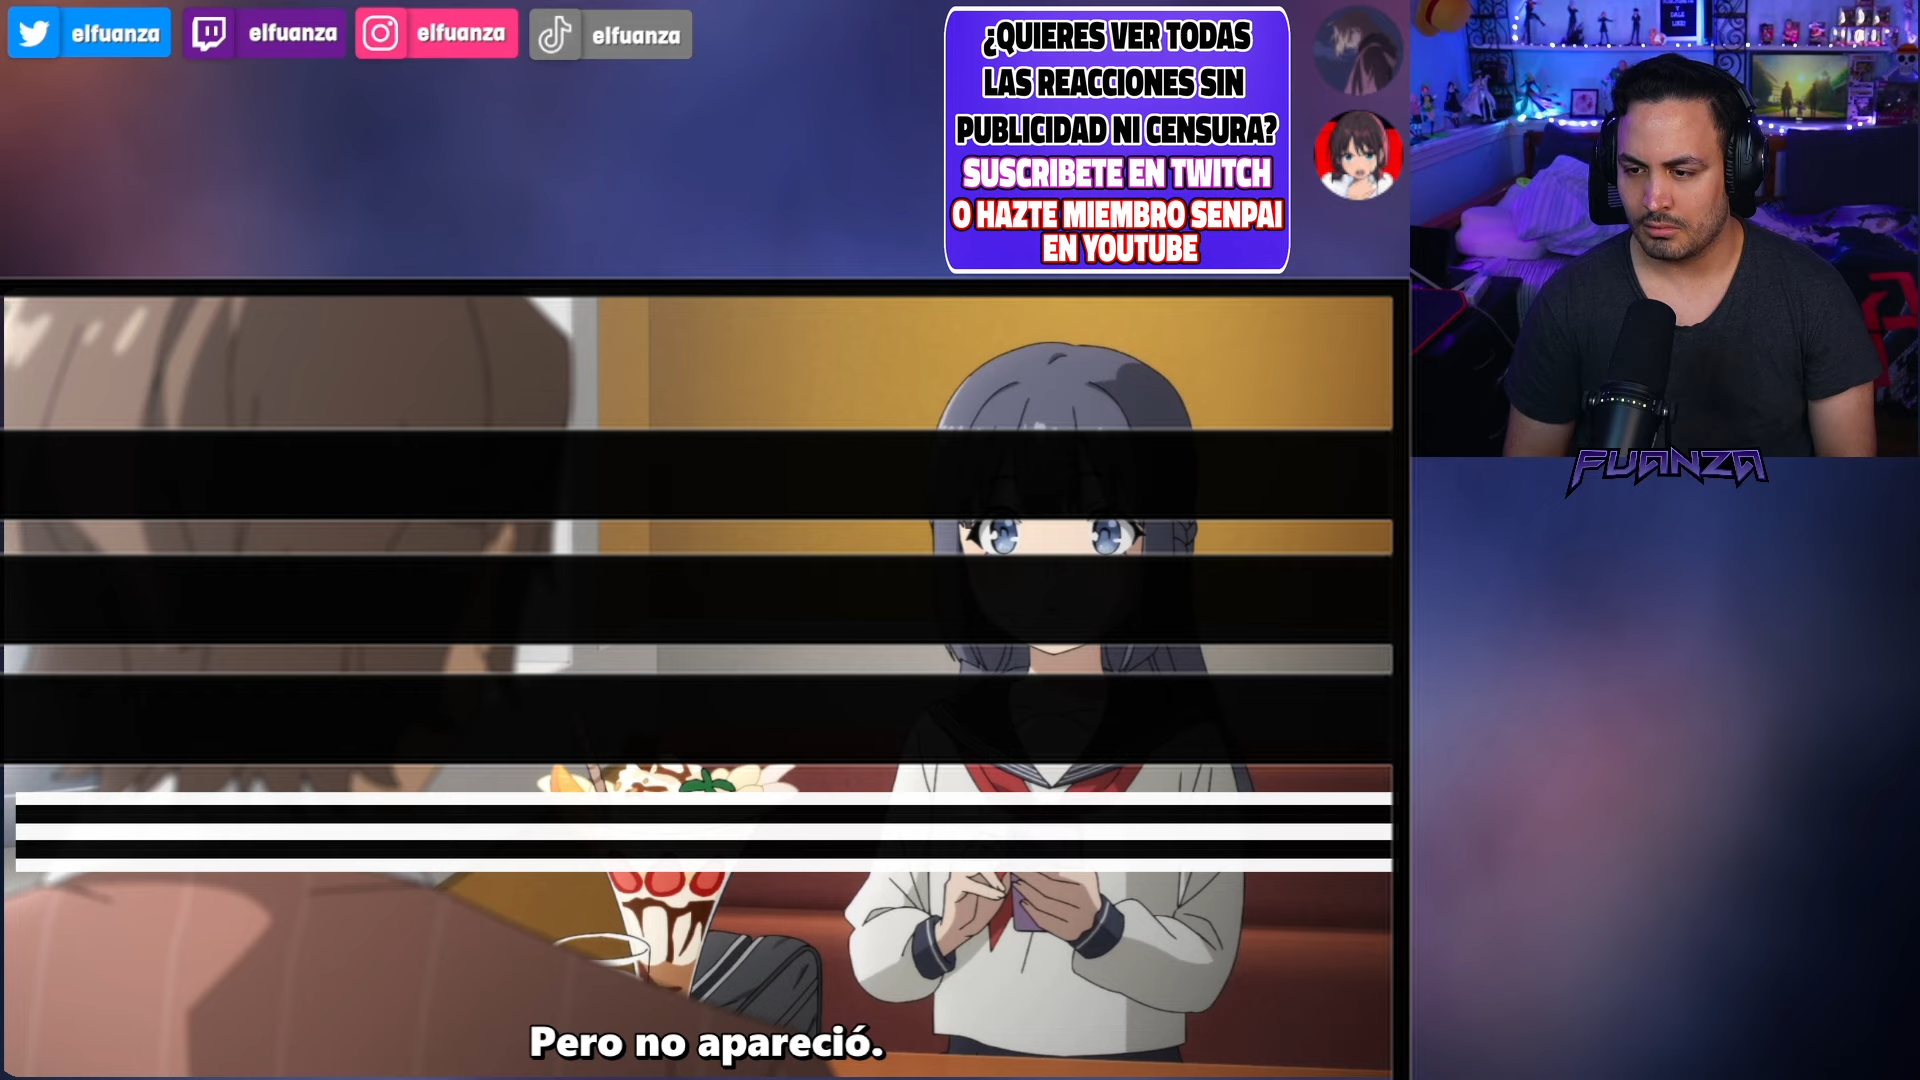 elfuanza
elfuanza
elfuanza
elfuanza
¿QUIERES VER TODAS
LAS REACCIONES SIN
PUBLICIDAD NI CENSURA?
SUSCRIBETE EN TWITCH
O HAZTE MIEMBRO SENPAI
EN YOUTUBE
FUANZA
Pero no apareció.